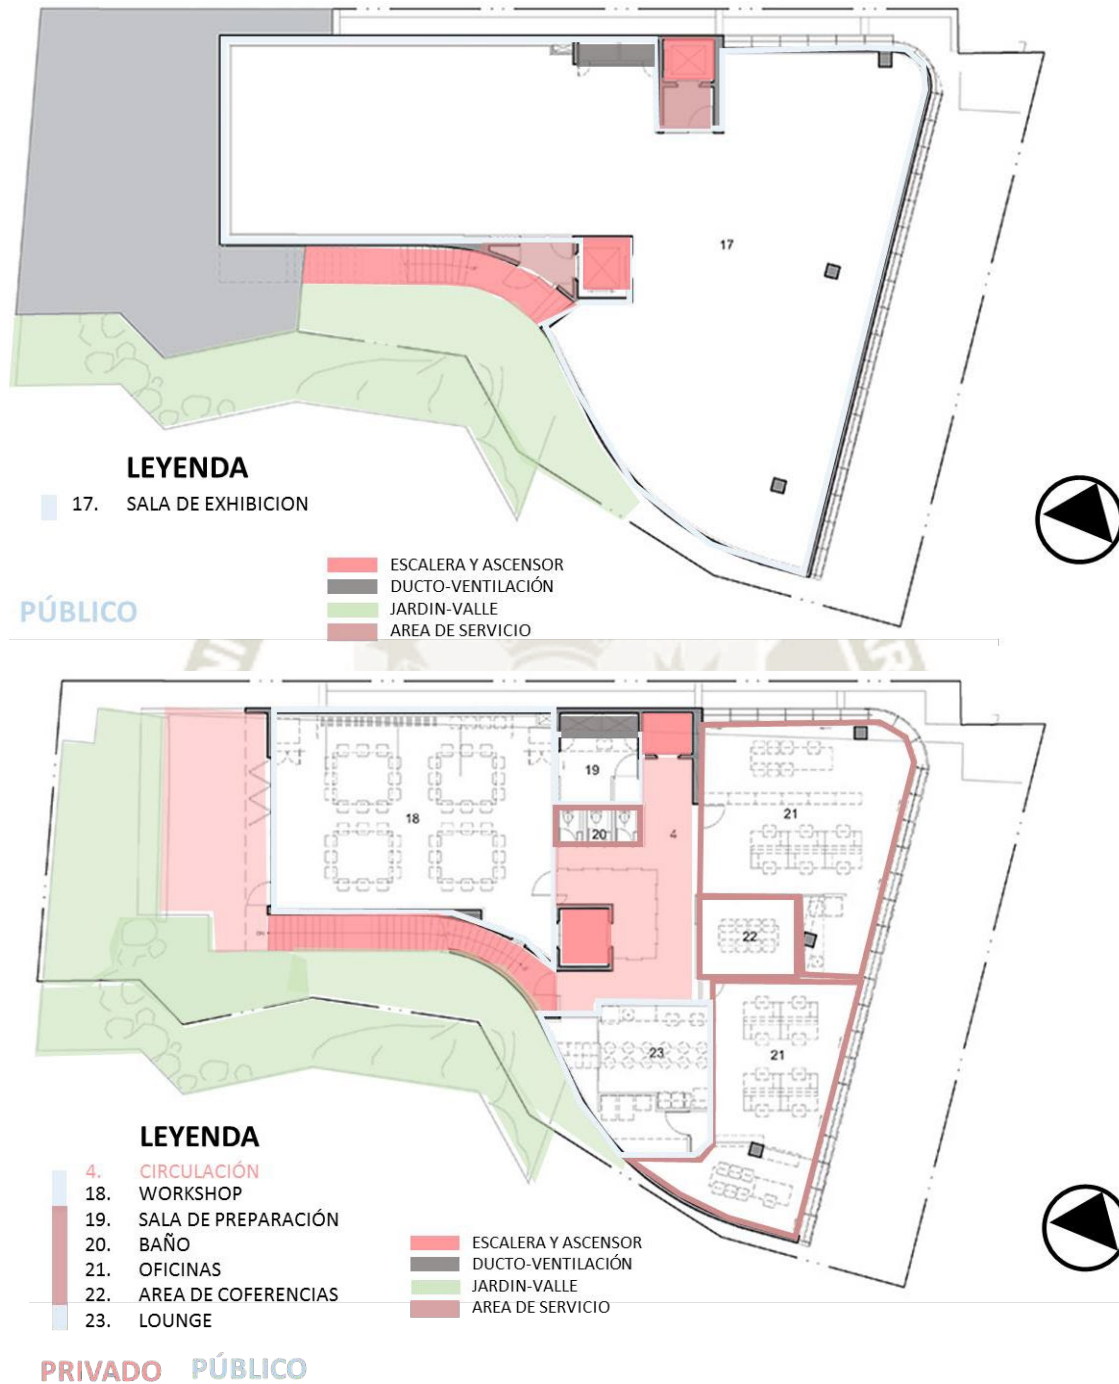 17
LEYENDA
17. SALA DE EXHIBICION
ESCALERA Y ASCENSOR
DUCTO-VENTILACIÓN
JARDIN-VALLE
AREA DE SERVICIO
PÚBLICO
19
18
20
4
21
22
23
21
LEYENDA
4. CIRCULACIÓN
18. WORKSHOP
19. SALA DE PREPARACIÓN
20. BAÑO
21. OFICINAS
22. AREA DE COFERENCIAS
23. LOUNGE
ESCALERA Y ASCENSOR
DUCTO-VENTILACIÓN
JARDIN-VALLE
AREA DE SERVICIO
PRIVADO PÚBLICO